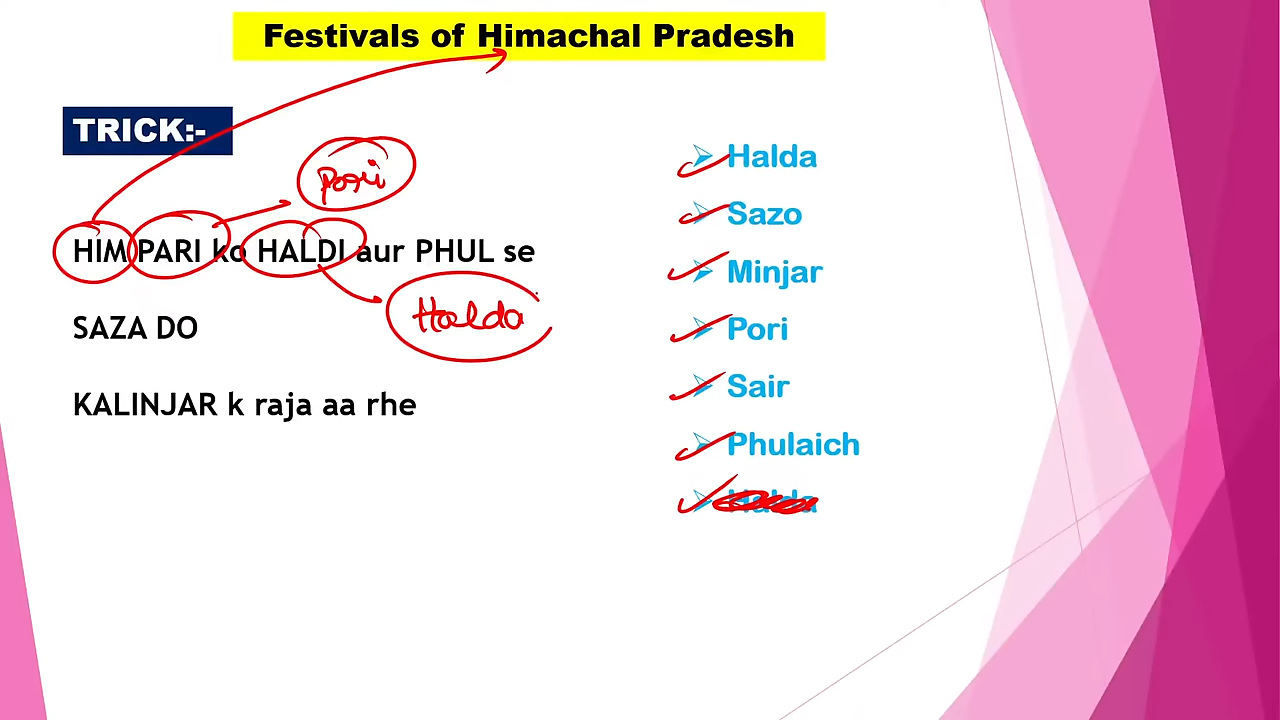 Festivals of Himachal Pradesh
TRICK:-
Pori
HIM PARI ko HALDI aur PHUL se
Halda
SAZA DO
KALINJAR k raja aa rhe
Halda
Sazo
Minjar
Pori
Sair
Phulaich
Halda